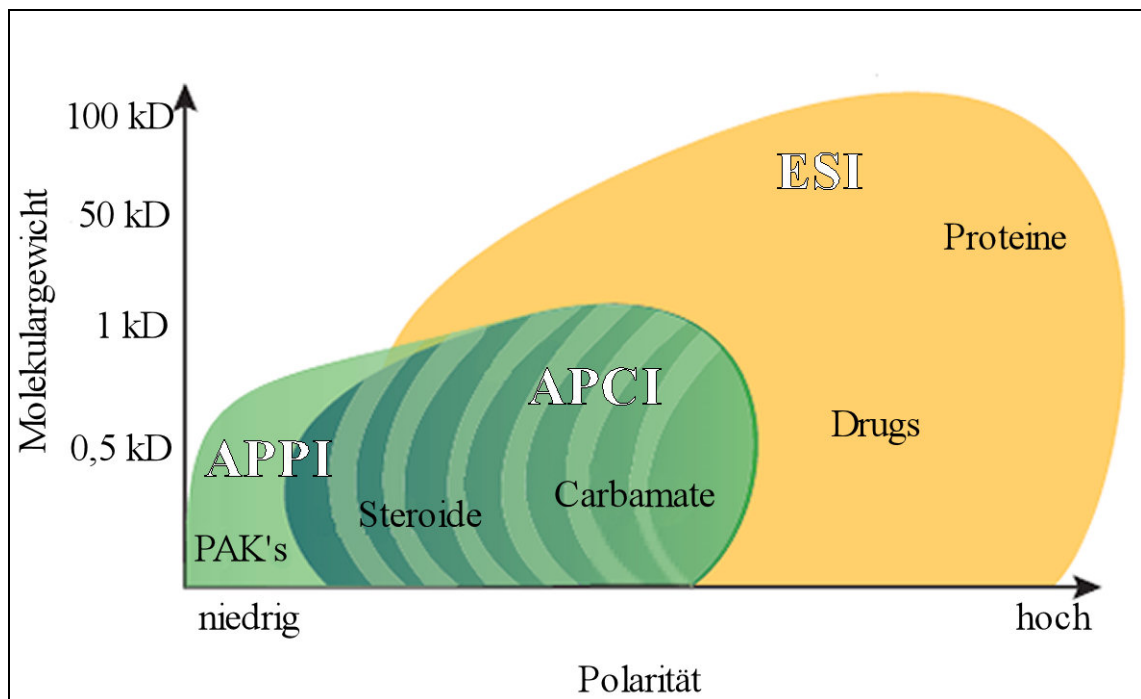 100 kD
ESI
50 kD
Proteine
Molekulargewicht
1 kD
APCI
Drugs
0,5 kD
APPI
Carbamate
Steroide
PAK's
niedrig
hoch
Polarität